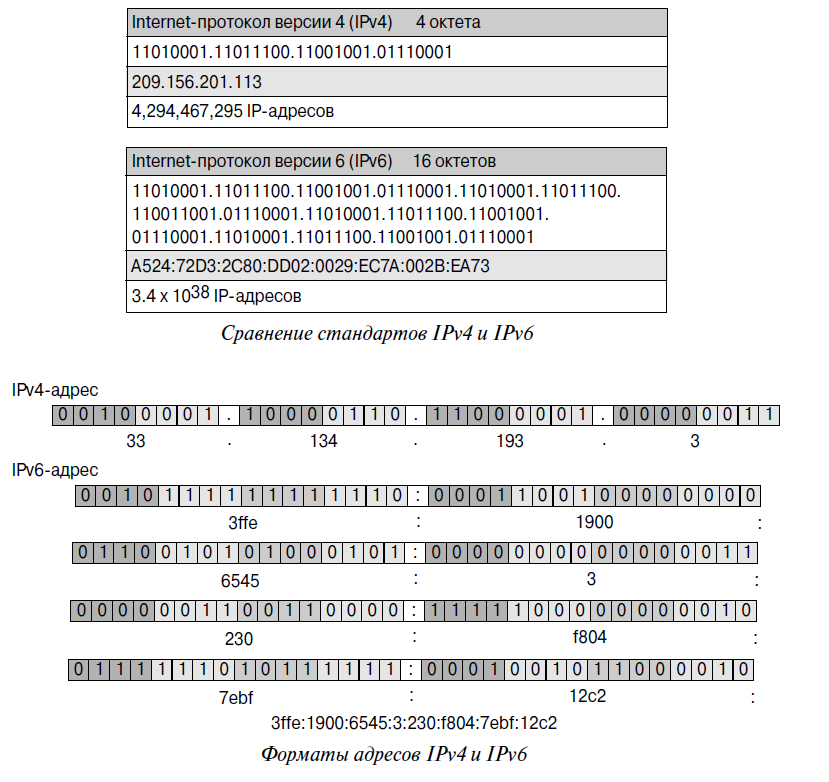 Internet-протокол версии 4 (IPv4) 4 октета
11010001.11011100.11001001.01110001
209.156.201.113
4,294,467,295 IP-адресов
Internet-протокол версии 6 (IPv6) 16 октетов
11010001.11011100.11001001.01110001.11010001.11011100.
110011001.01110001.11010001.11011100.11001001.
01110001.11010001.11011100.11001001.01110001
A524:72D3:2C80:DD02:0029:EC7A:002B:EA73
3.4 x 10³⁸ IP-адресов
Сравнение стандартов IPv4 и IPv6
IPv4-адрес
0 0 1 0 0 0 0 1 . 1 0 0 0 0 1 1 0 . 1 1 0 0 0 0 0 1 . 0 0 0 0 0 0 1 1
33 . 134 . 193 . 3
IPv6-адрес
0 0 1 0 1 1 1 1 1 1 1 1 1 1 1 0 : 0 0 0 1 1 0 0 1 0 0 0 0 0 0 0 0
3ffe : 1900 :
0 1 1 0 0 1 0 1 0 1 0 0 0 1 0 1 : 0 0 0 0 0 0 0 0 0 0 0 0 0 0 1 1
6545 : 3 :
0 0 0 0 0 0 1 1 0 0 1 1 0 0 0 0 : 1 1 1 1 1 0 0 0 0 0 0 0 0 0 1 0
230 : f804 :
0 1 1 1 1 1 1 0 1 0 1 1 1 1 1 1 : 0 0 0 1 0 0 1 0 1 1 0 0 0 0 1 0
7ebf : 12c2 :
3ffe:1900:6545:3:230:f804:7ebf:12c2
Форматы адресов IPv4 и IPv6